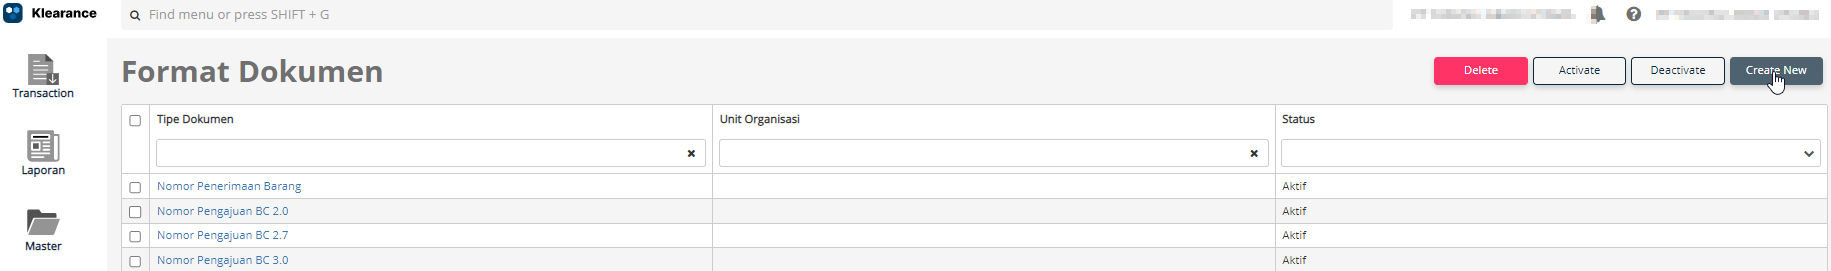 Klearance
Find menu or press SHIFT + G
Transaction
Laporan
Master
Format Dokumen
Delete
Activate
Deactivate
Create New
Tipe Dokumen
Unit Organisasi
Status
Nomor Penerimaan Barang
Aktif
Nomor Pengajuan BC 2.0
Aktif
Nomor Pengajuan BC 2.7
Aktif
Nomor Pengajuan BC 3.0
Aktif